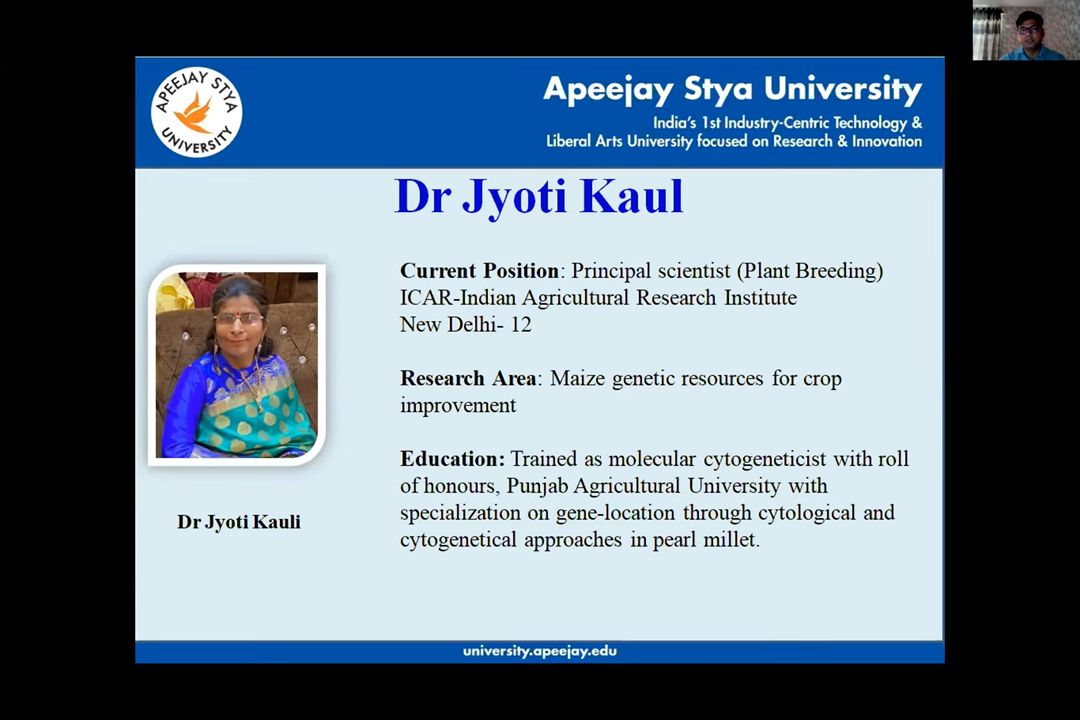 APEEJAY STYA
UNIVERSITY
Apeejay Stya University
India's 1st Industry-Centric Technology &
Liberal Arts University focused on Research & Innovation
Dr Jyoti Kaul
Current Position: Principal scientist (Plant Breeding)
ICAR-Indian Agricultural Research Institute
New Delhi- 12
Research Area: Maize genetic resources for crop
improvement
Education: Trained as molecular cytogeneticist with roll
of honours, Punjab Agricultural University with
specialization on gene-location through cytological and
cytogenetical approaches in pearl millet.
Dr Jyoti Kauli
university.apeejay.edu